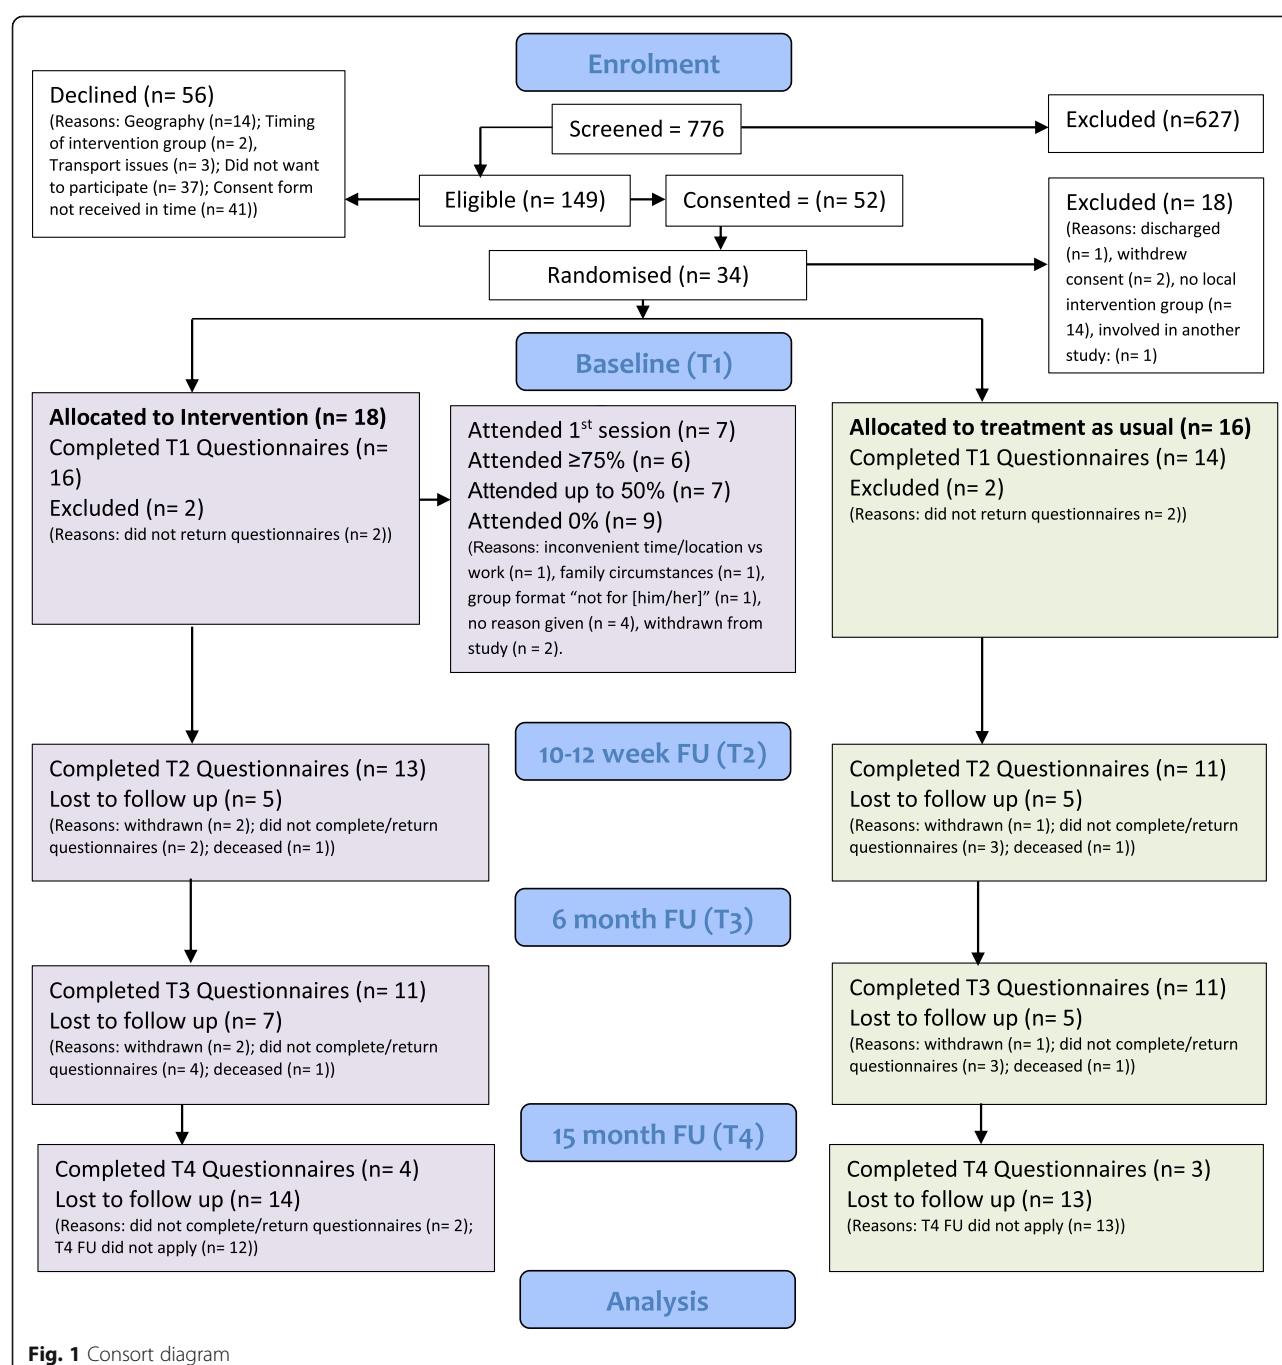 Enrolment
Declined (n= 56)
(Reasons: Geography (n=14); Timing
of intervention group (n= 2),
Transport issues (n= 3); Did not want
to participate (n= 37); Consent form
not received in time (n= 41))
Screened = 776
Excluded (n=627)
Eligible (n= 149)
Consented = (n= 52)
Excluded (n= 18)
(Reasons: discharged
(n= 1), withdrew
consent (n= 2), no local
intervention group (n=
14), involved in another
study: (n= 1)
Randomised (n= 34)
Baseline (T1)
Allocated to Intervention (n= 18)
Completed T1 Questionnaires (n=
16)
Excluded (n= 2)
(Reasons: did not return questionnaires (n= 2))
Attended 1st session (n= 7)
Attended ≥75% (n= 6)
Attended up to 50% (n= 7)
Attended 0% (n= 9)
(Reasons: inconvenient time/location vs
work (n= 1), family circumstances (n= 1),
group format “not for [him/her]” (n= 1),
no reason given (n = 4), withdrawn from
study (n = 2).
Allocated to treatment as usual (n= 16)
Completed T1 Questionnaires (n= 14)
Excluded (n= 2)
(Reasons: did not return questionnaires n= 2))
10-12 week FU (T2)
Completed T2 Questionnaires (n= 13)
Lost to follow up (n= 5)
(Reasons: withdrawn (n= 2); did not complete/return
questionnaires (n= 2); deceased (n= 1))
Completed T2 Questionnaires (n= 11)
Lost to follow up (n= 5)
(Reasons: withdrawn (n= 1); did not complete/return
questionnaires (n= 3); deceased (n= 1))
6 month FU (T3)
Completed T3 Questionnaires (n= 11)
Lost to follow up (n= 7)
(Reasons: withdrawn (n= 2); did not complete/return
questionnaires (n= 4); deceased (n= 1))
Completed T3 Questionnaires (n= 11)
Lost to follow up (n= 5)
(Reasons: withdrawn (n= 1); did not complete/return
questionnaires (n= 3); deceased (n= 1))
15 month FU (T4)
Completed T4 Questionnaires (n= 4)
Lost to follow up (n= 14)
(Reasons: did not complete/return questionnaires (n= 2);
T4 FU did not apply (n= 12))
Completed T4 Questionnaires (n= 3)
Lost to follow up (n= 13)
(Reasons: T4 FU did not apply (n= 13))
Analysis
Fig. 1 Consort diagram